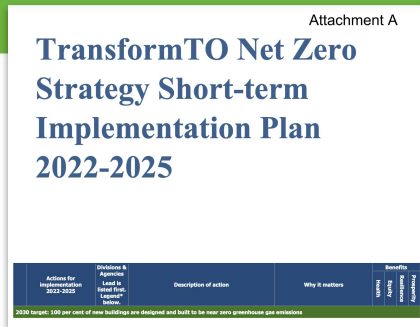 Attachment A
TransformTO Net Zero
Strategy Short-term
Implementation Plan
2022-2025
Actions for
implementation
2022-2025
Divisions &
Agencies
Lead is
listed first.
Legend*
below.
Description of action
Why it matters
Benefits
Health
Equity
Resilience
Prosperity
2030 target: 100 per cent of new buildings are designed and built to be near zero greenhouse gas emissions